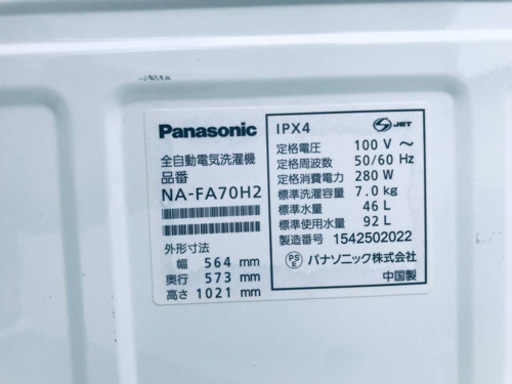 Panasonic
全自動電気洗濯機
品番
NA-FA70H2
外形寸法
幅 564 mm
奥行 573 mm
高さ 1021 mm
IPX4
JET
定格電圧 100 V ～
定格周波数 50/60 Hz
定格消費電力 280 W
標準洗濯容量 7.0 kg
標準水量 46 L
標準使用水量 92 L
製造番号 1542502022
PS E パナソニック株式会社
中国製